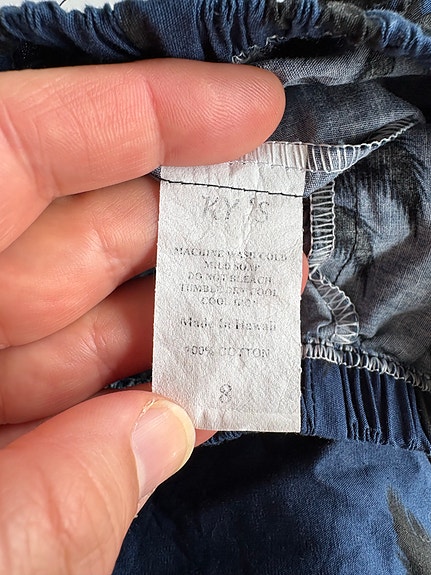 KY'S
MACHINE WASH COLD
MILD SOAP
DO NOT BLEACH
TUMBLE DRY COOL
COOL IRON
Made in Hawaii
100% COTTON
8